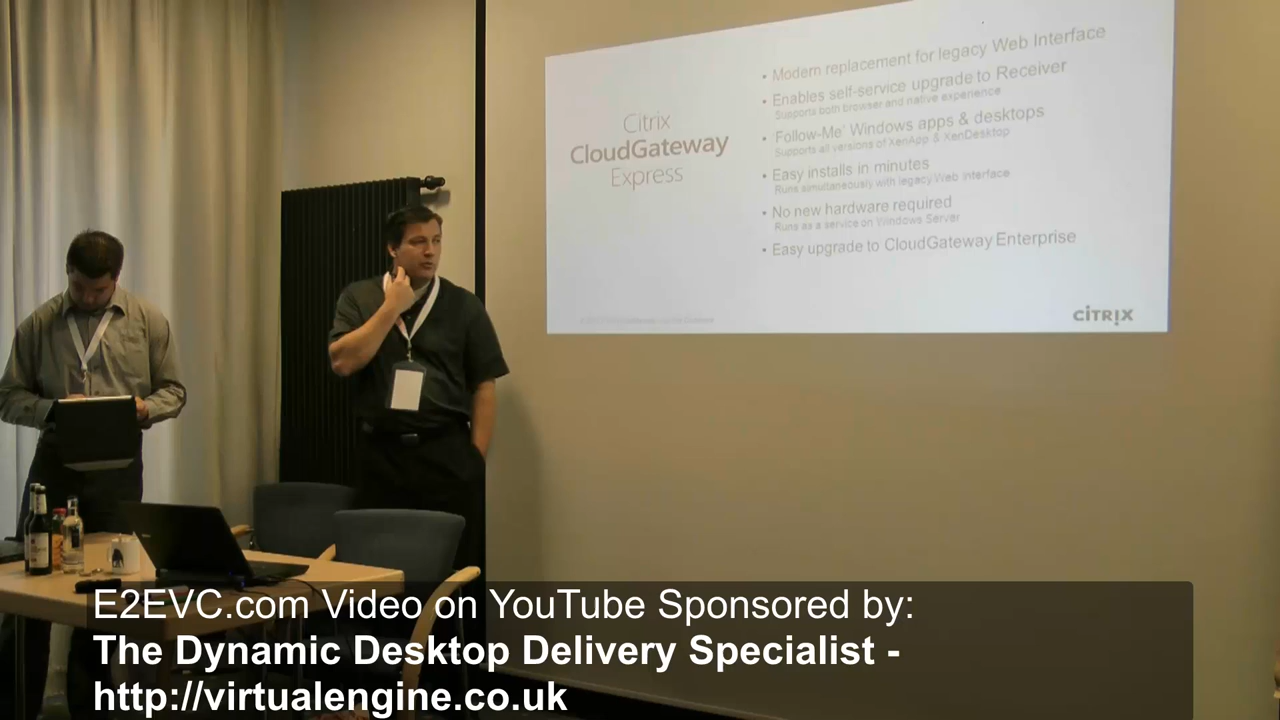 Citrix
CloudGateway
Express
• Modern replacement for legacy Web Interface
• Enables self-service upgrade to Receiver
Supports both browser and native experience
• 'Follow-Me' Windows apps & desktops
Supports all versions of XenApp & XenDesktop
• Easy installs in minutes
Runs simultaneously with legacy Web Interface
• No new hardware required
Runs as a service on Windows Server
• Easy upgrade to CloudGateway Enterprise
CITRIX
E2EVC.com Video on YouTube Sponsored by:
The Dynamic Desktop Delivery Specialist -
http://virtualengine.co.uk